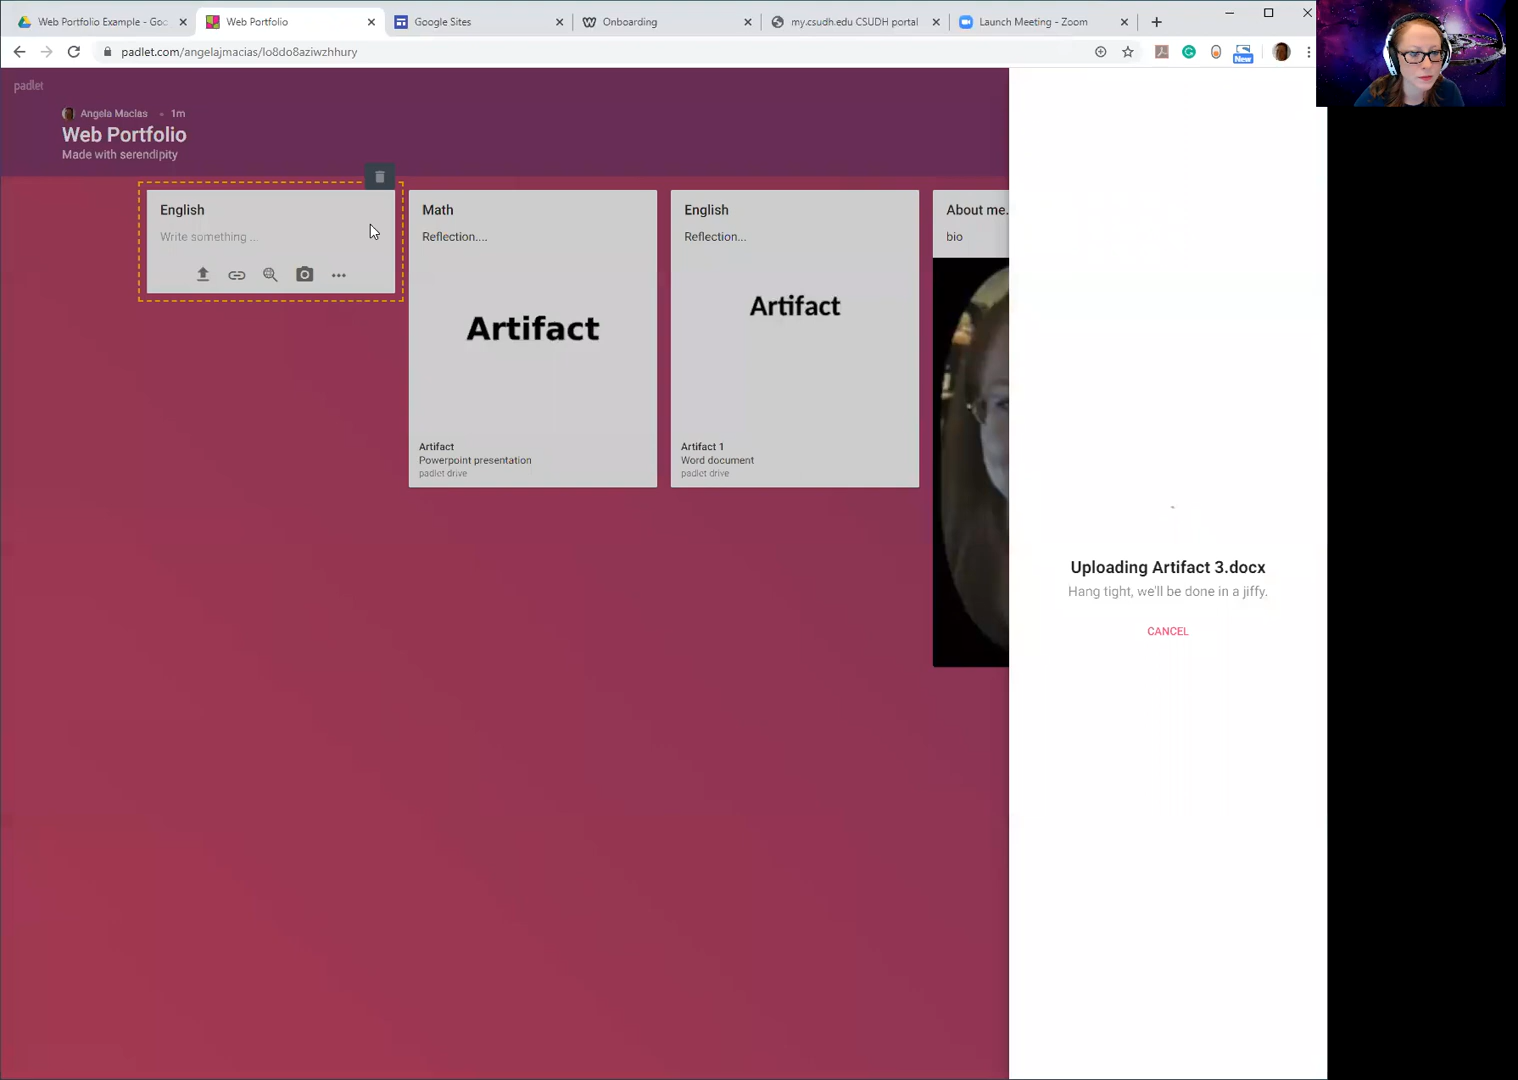 Web Portfolio Example - Goo
Web Portfolio
Google Sites
Onboarding
my.csudh.edu CSUDH portal
Launch Meeting - Zoom
padlet.com/angelajmacias/lo8do8aziwzhhury
New
padlet
Angela Macias • 1m
Web Portfolio
Made with serendipity
English
Write something ...
Math
Reflection....
Artifact
Artifact
Powerpoint presentation
padlet drive
English
Reflection...
Artifact
Artifact 1
Word document
padlet drive
About me.
bio
Uploading Artifact 3.docx
Hang tight, we'll be done in a jiffy.
CANCEL